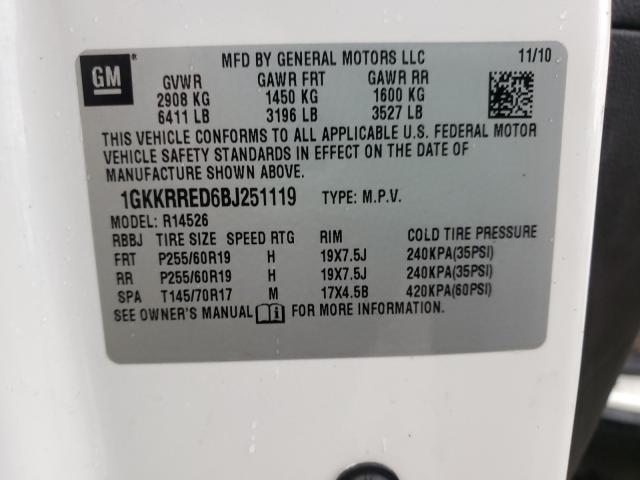 GM
MFD BY GENERAL MOTORS LLC 11/10
GVWR GAWR FRT GAWR RR
2908 KG 1450 KG 1600 KG
6411 LB 3196 LB 3527 LB
THIS VEHICLE CONFORMS TO ALL APPLICABLE U.S. FEDERAL MOTOR
VEHICLE SAFETY STANDARDS IN EFFECT ON THE DATE OF
MANUFACTURE SHOWN ABOVE.
1GKKRRED6BJ251119 TYPE: M.P.V.
MODEL: R14526
RBBJ TIRE SIZE SPEED RTG RIM COLD TIRE PRESSURE
FRT P255/60R19 H 19X7.5J 240KPA(35PSI)
RR P255/60R19 H 19X7.5J 240KPA(35PSI)
SPA T145/70R17 M 17X4.5B 420KPA(60PSI)
SEE OWNER'S MANUAL FOR MORE INFORMATION.